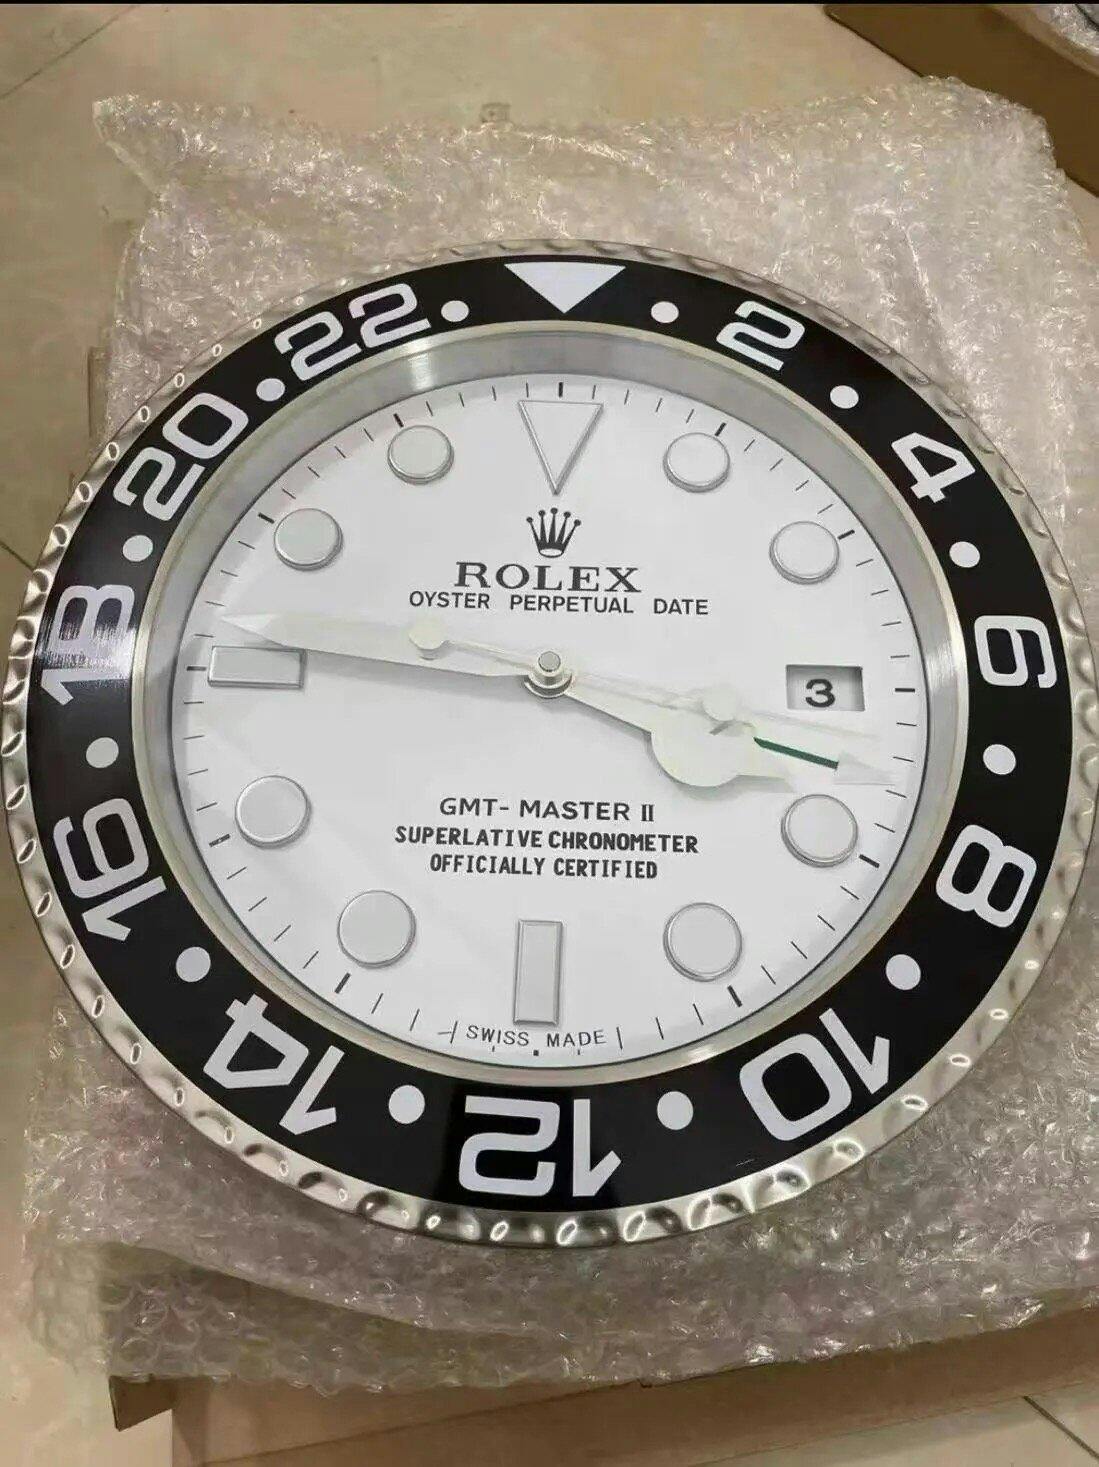 22
2
20
4
ROLEX
OYSTER PERPETUAL DATE
18
6
3
GMT- MASTER II
SUPERLATIVE CHRONOMETER
OFFICIALLY CERTIFIED
16
8
SWISS MADE
14
10
12